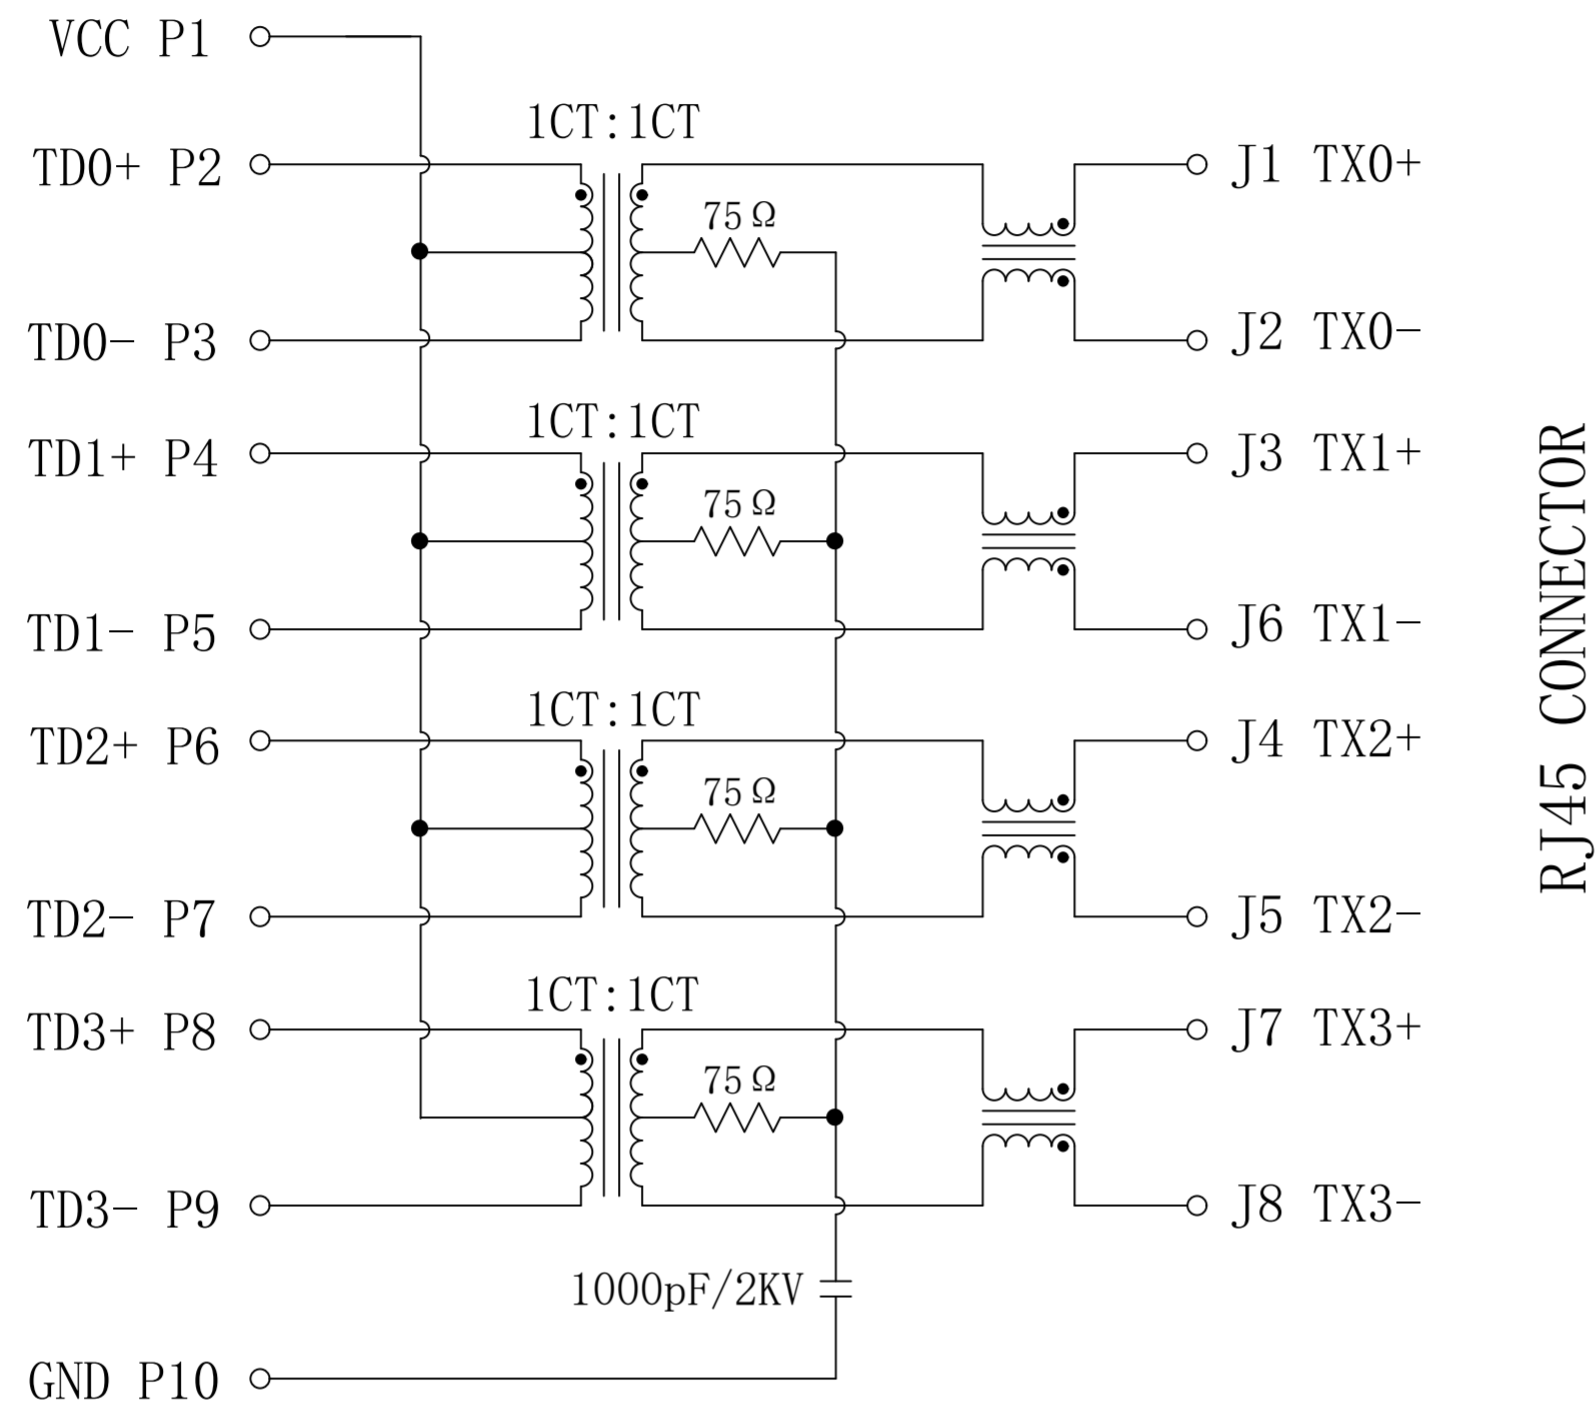 VCC P1
1CT:1CT
TD0+ P2
J1 TX0+
75Ω
TD0- P3
J2 TX0-
1CT:1CT
TD1+ P4
J3 TX1+
75Ω
TD1- P5
J6 TX1-
1CT:1CT
TD2+ P6
J4 TX2+
75Ω
TD2- P7
J5 TX2-
1CT:1CT
TD3+ P8
J7 TX3+
75Ω
TD3- P9
J8 TX3-
1000pF/2KV
GND P10
RJ45 CONNECTOR